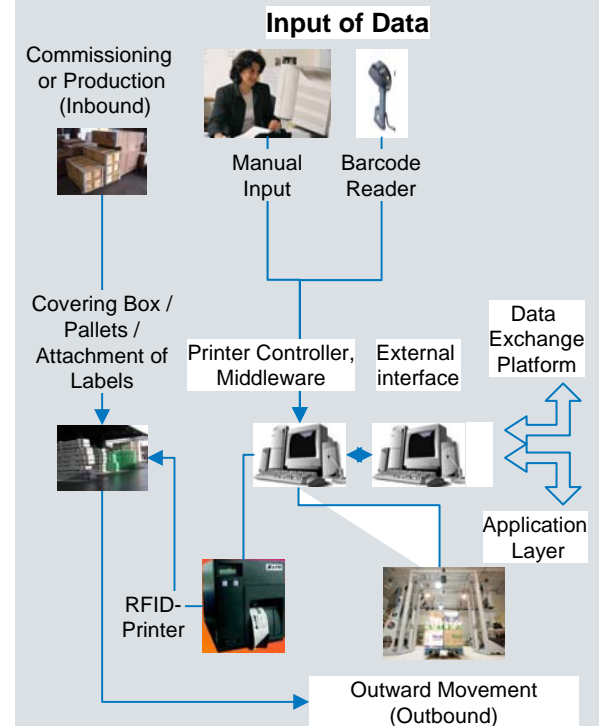 Input of Data
Commissioning
or Production
(Inbound)
Manual
Input
Barcode
Reader
Covering Box /
Pallets /
Attachment of
Labels
Printer Controller,
Middleware
External
interface
Data
Exchange
Platform
Application
Layer
RFID-
Printer
Outward Movement
(Outbound)